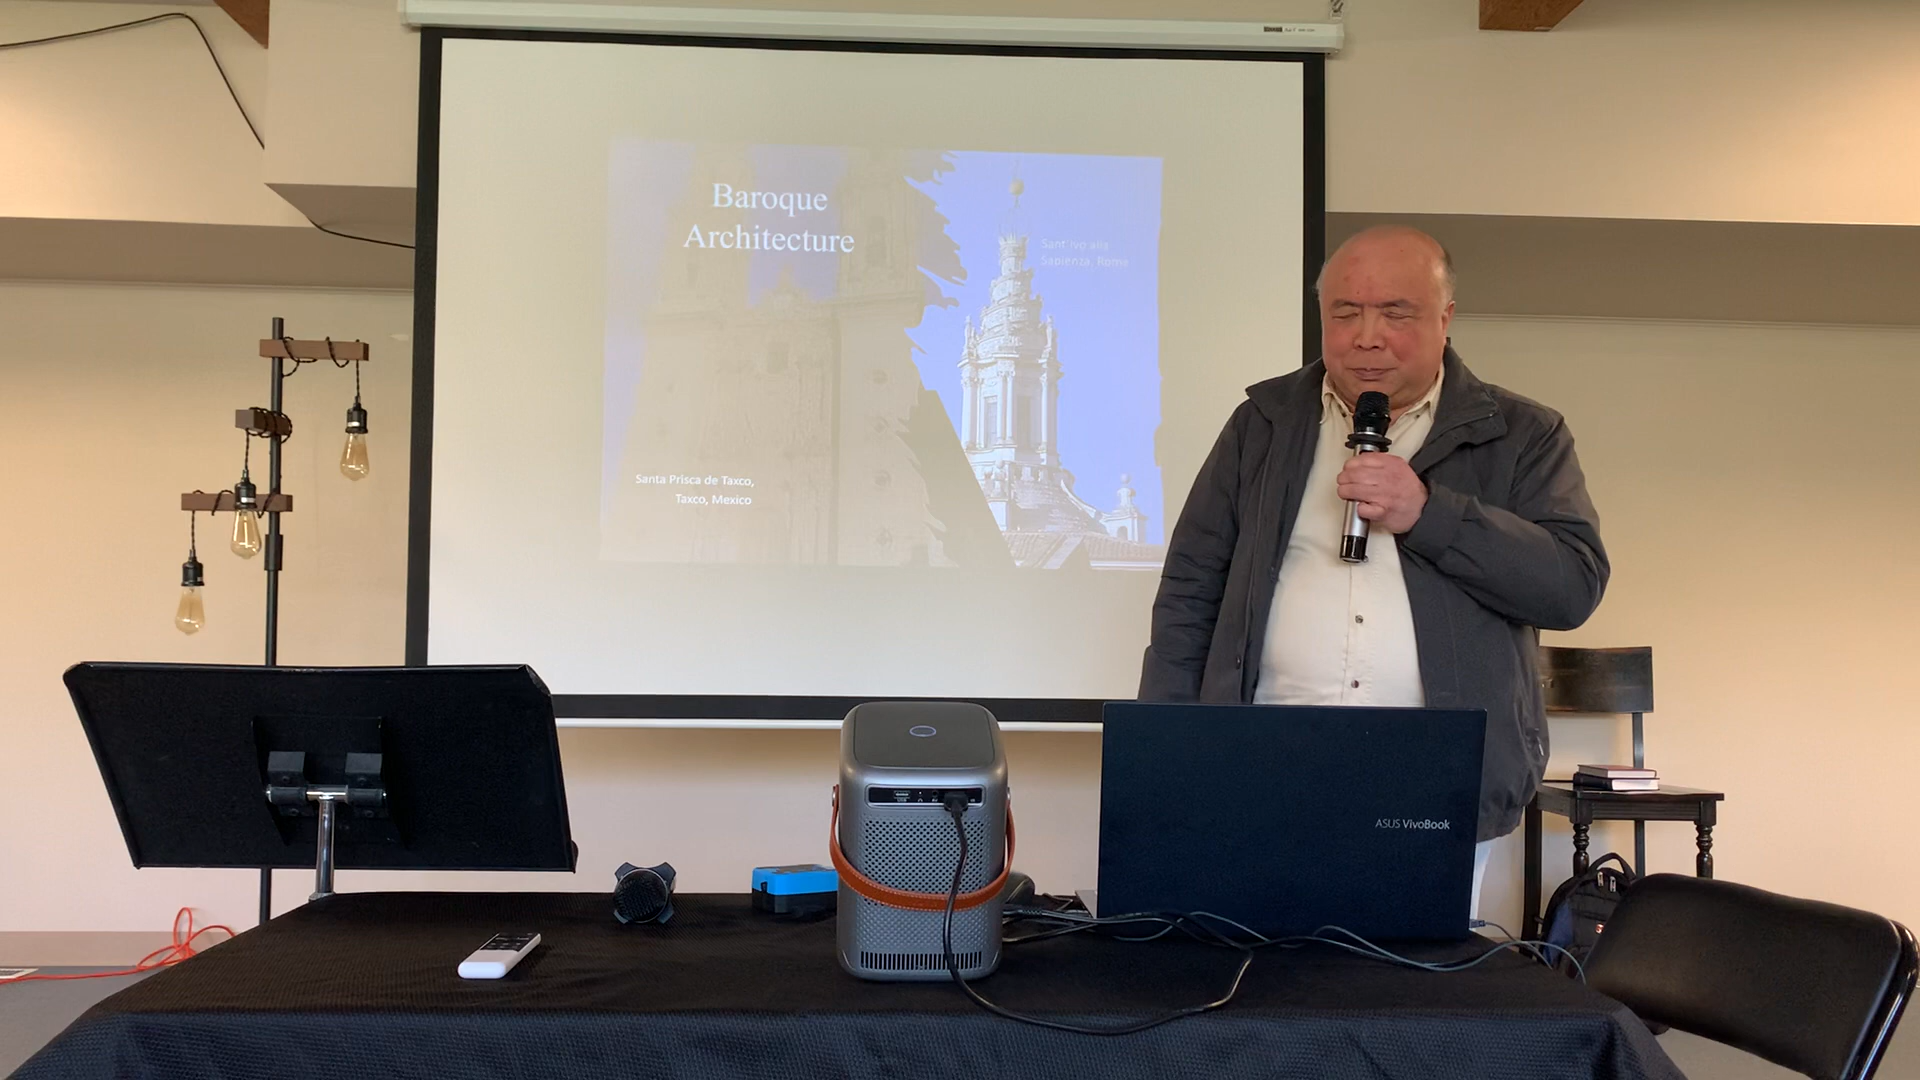 Baroque
Architecture
Sant'Ivo alla
Sapienza, Roma
Santa Prisca de Taxco,
Taxco, Mexico
ASUS VivoBook